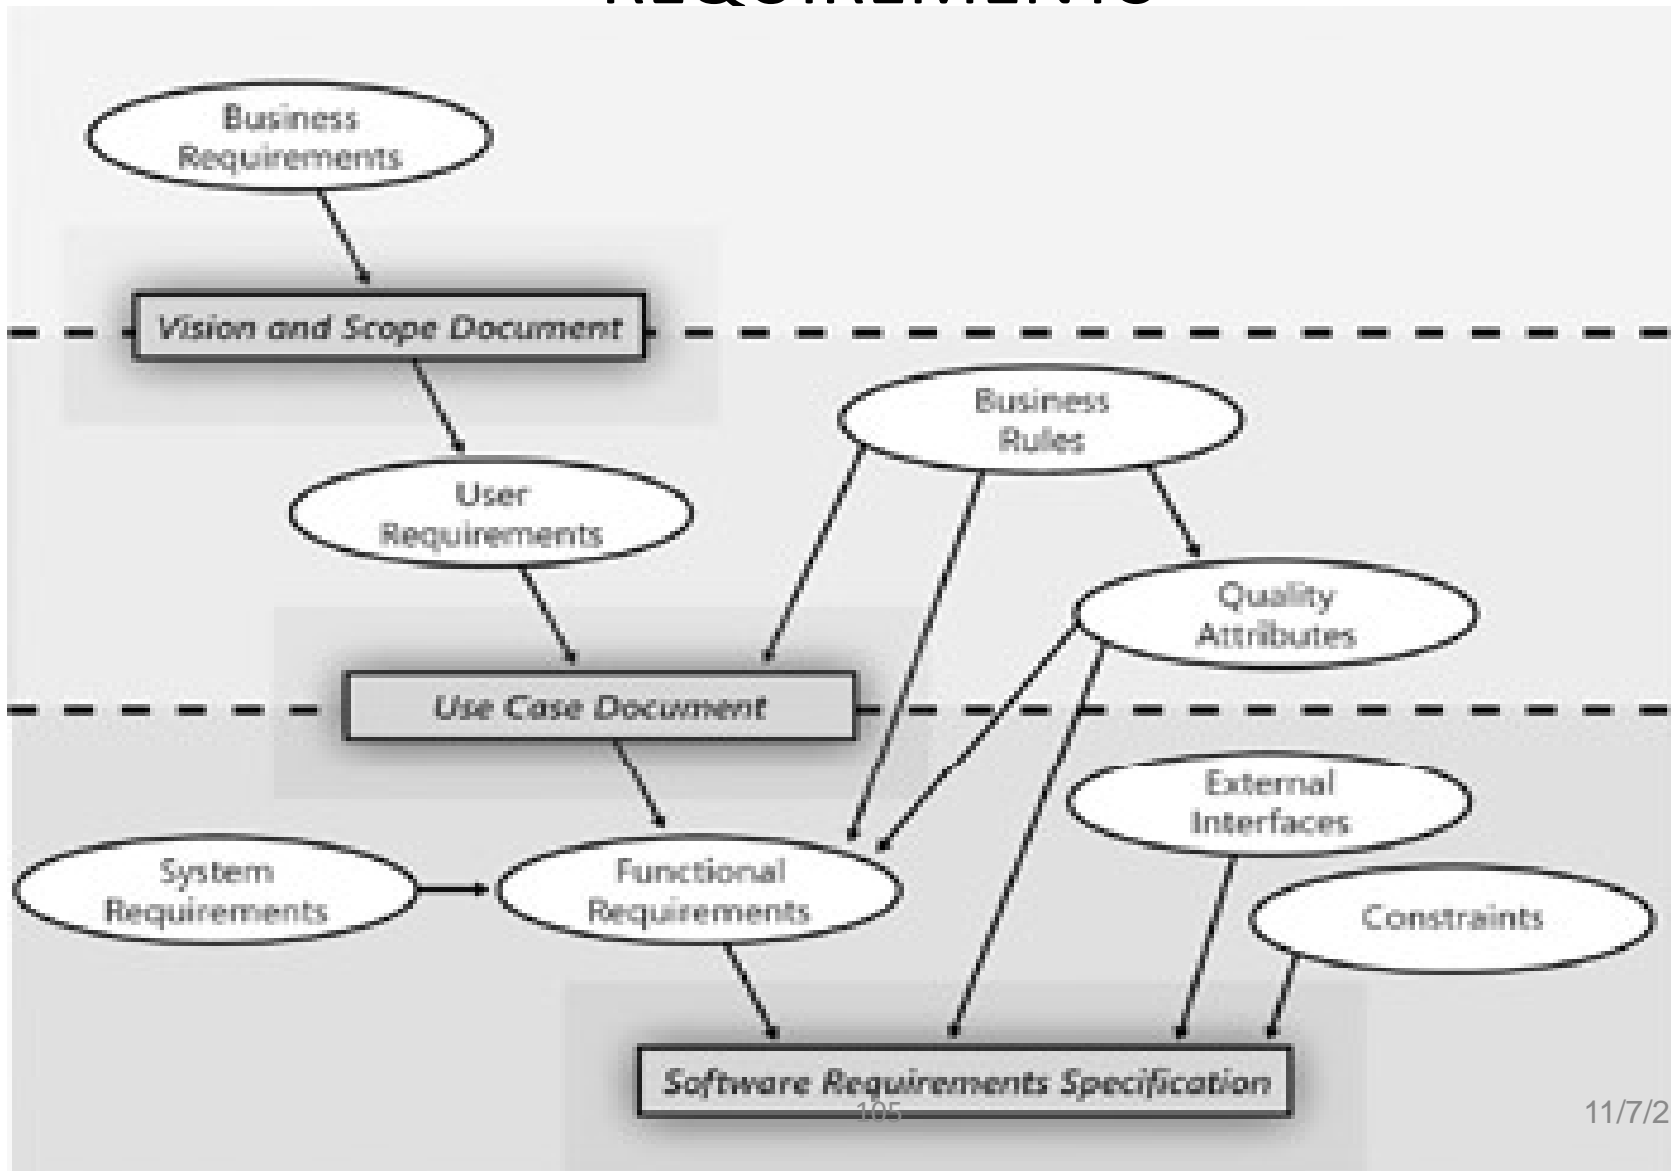 REQUIREMENTS
Business
Requirements
Vision and Scope Document
Business
Rules
User
Requirements
Quality
Attributes
Use Case Document
External
Interfaces
System
Requirements
Functional
Requirements
Constraints
Software Requirements Specification
105
11/7/2